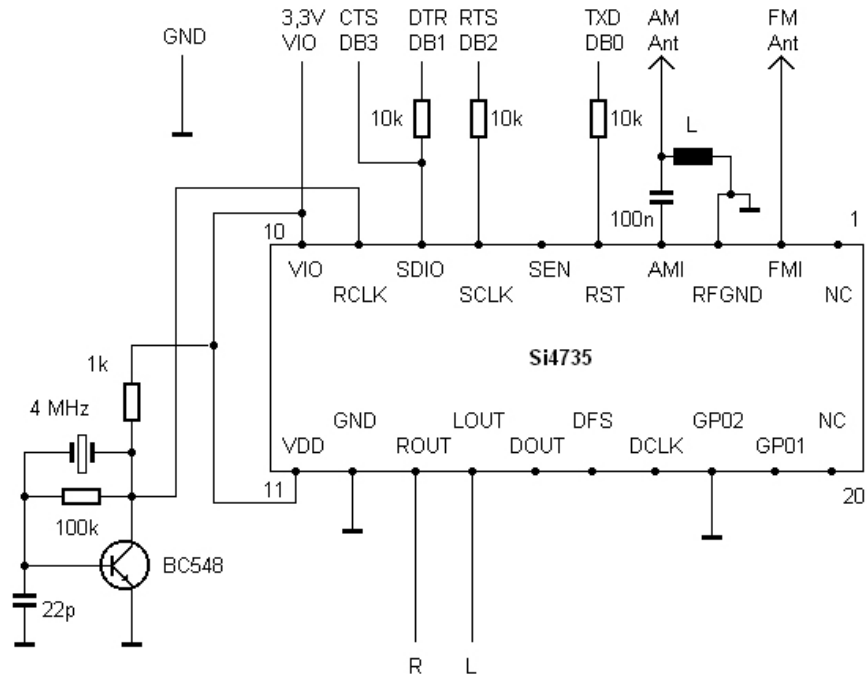 3,3V CTS DTR RTS TXD AM FM
GND VIO DB3 DB1 DB2 DB0 Ant Ant
10k 10k 10k L
100n
10 1
VIO SDIO SEN AMI FMI
RCLK SCLK RST RFGND NC
Si4735
1k
4 MHz
GND LOUT DFS GP02 NC
VDD ROUT DOUT DCLK GP01
11 20
100k
BC548
22p
R L